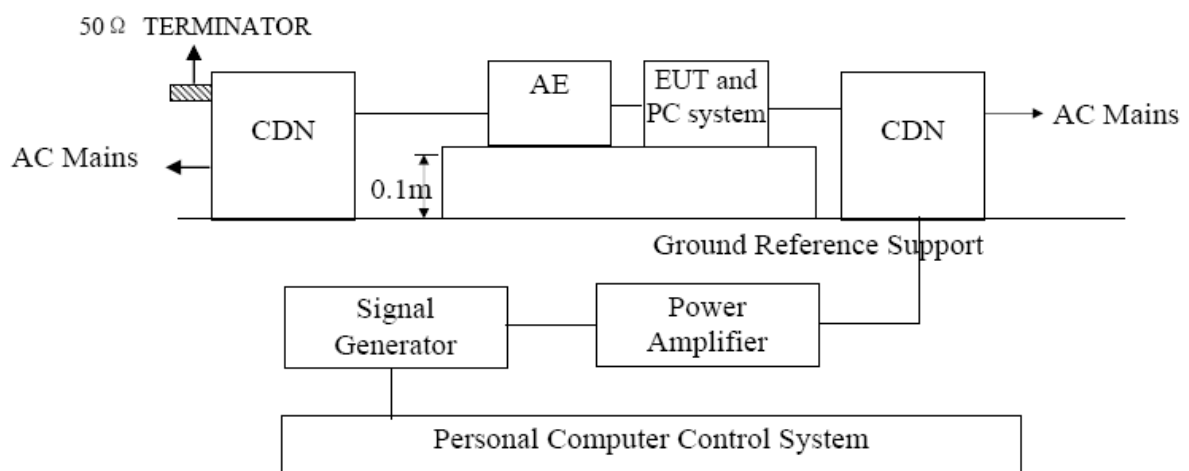 50Ω TERMINATOR
AE
EUT and
PC system
CDN
CDN
AC Mains
AC Mains
0.1m
Ground Reference Support
Signal
Generator
Power
Amplifier
Personal Computer Control System